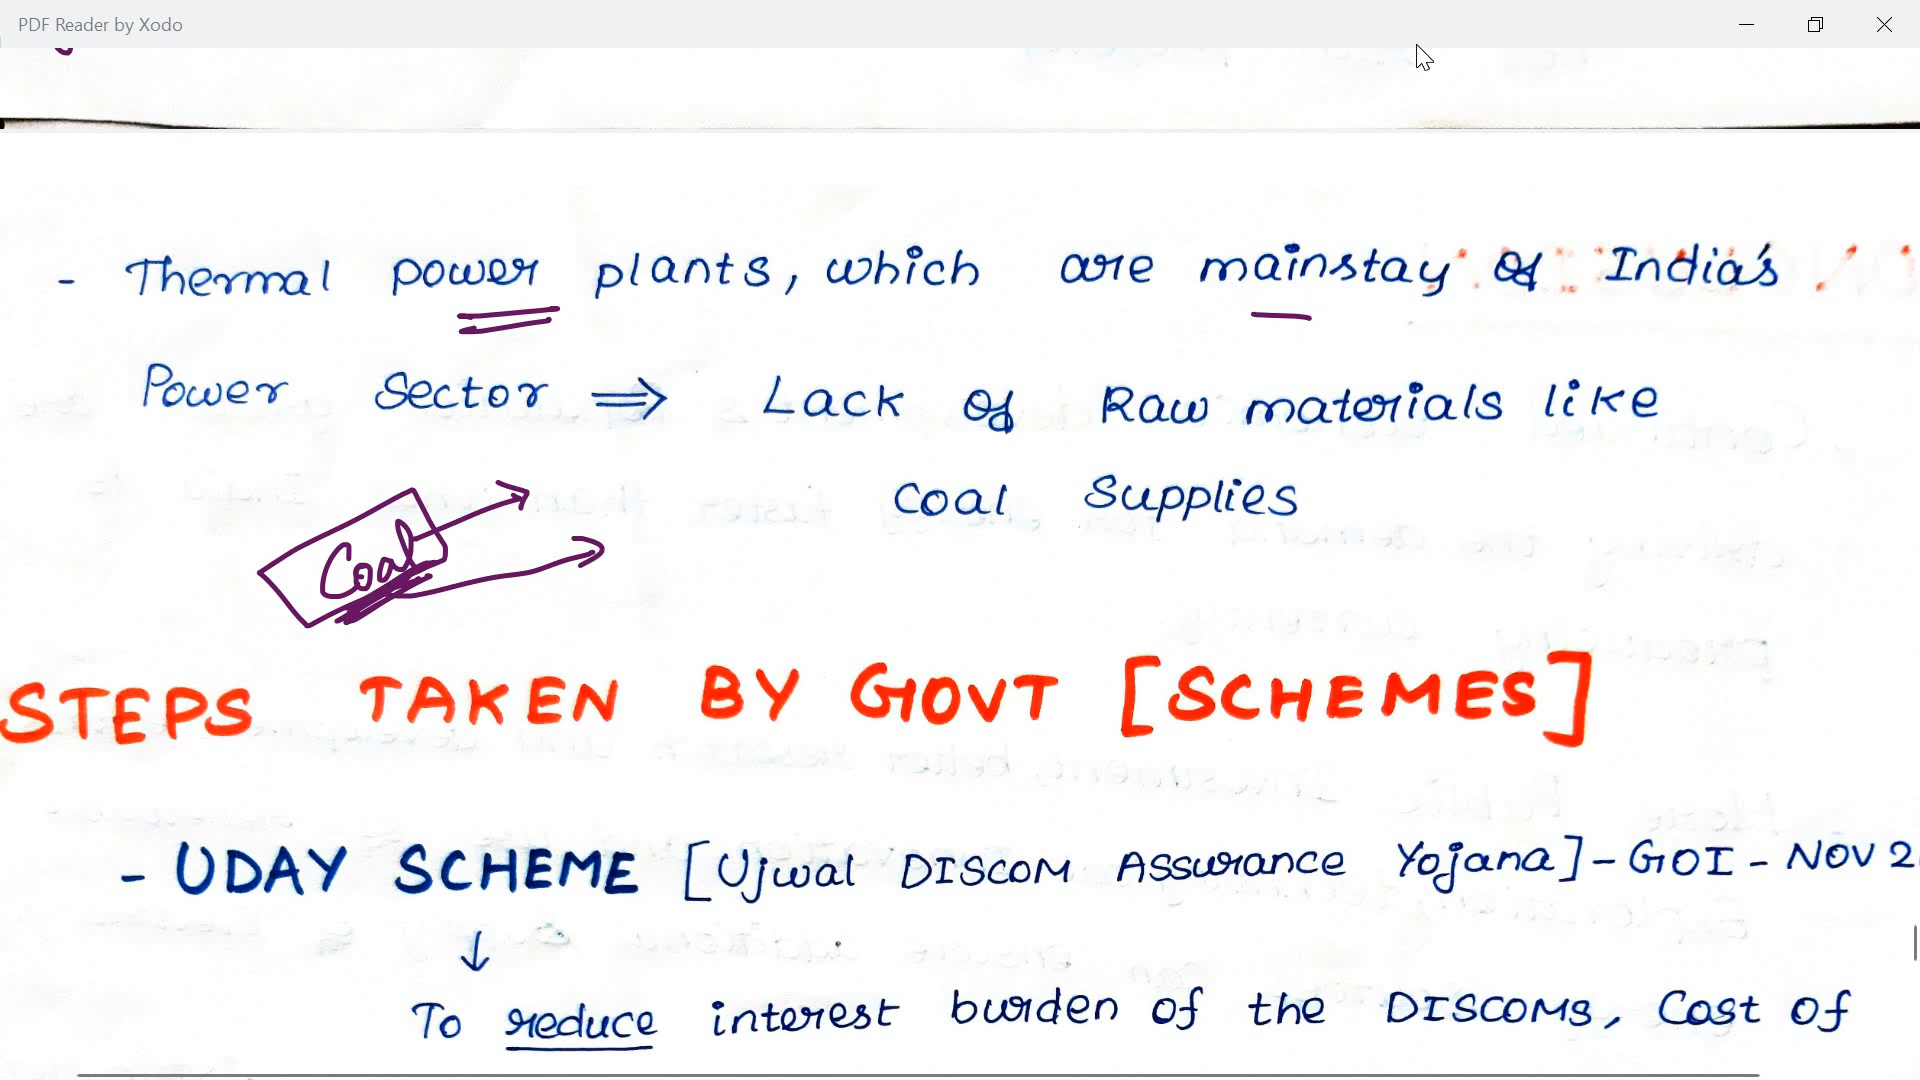 PDF Reader by Xodo
- Thermal power plants, which are mainstay of India's
Power Sector ⇒ Lack of Raw materials like
Coal Supplies
Coal
STEPS TAKEN BY GOVT [SCHEMES]
- UDAY SCHEME [Ujwal DISCOM Assurance Yojana] - GOI - NOV 2
↓
To reduce interest burden of the DISCOMs, Cost of